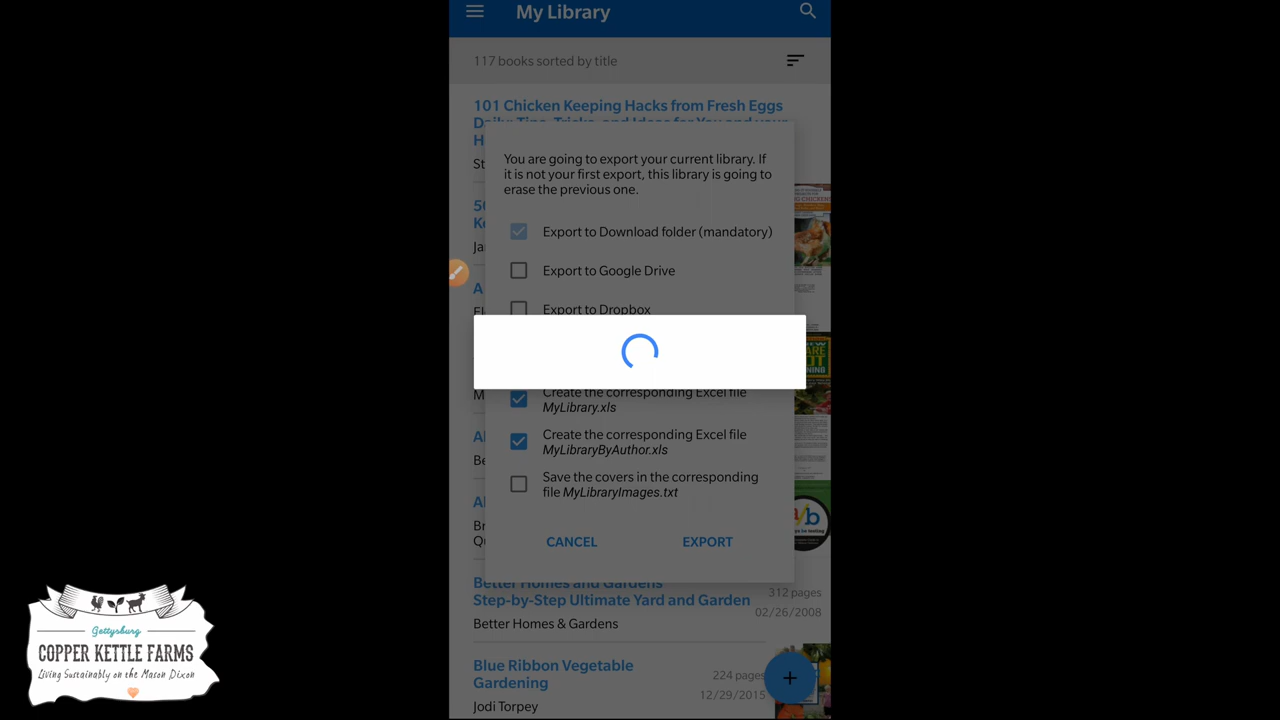 My Library
117 books sorted by title
101 Chicken Keeping Hacks from Fresh Eggs
Daily: Tips, Tricks, and Ideas for You and your
H
St
You are going to export your current library. If
it is not your first export, this library is going to
erase the previous one.
50
Ke
Ja
Export to Download folder (mandatory)
Export to Google Drive
A
Export to Dropbox
Create the corresponding Excel file
MyLibrary.xls
M
Create the corresponding Excel file
MyLibraryByAuthor.xls
Al
Be
Save the covers in the corresponding
file MyLibraryImages.txt
Al
Br
Q
a/b
CANCEL
EXPORT
Better Homes and Gardens
Step-by-Step Ultimate Yard and Garden
Better Homes & Gardens
312 pages
02/26/2008
Blue Ribbon Vegetable
Gardening
Jodi Torpey
224 pages
12/29/2015
+
Gettysburg
COPPER KETTLE FARMS
Living Sustainably on the Mason Dixon